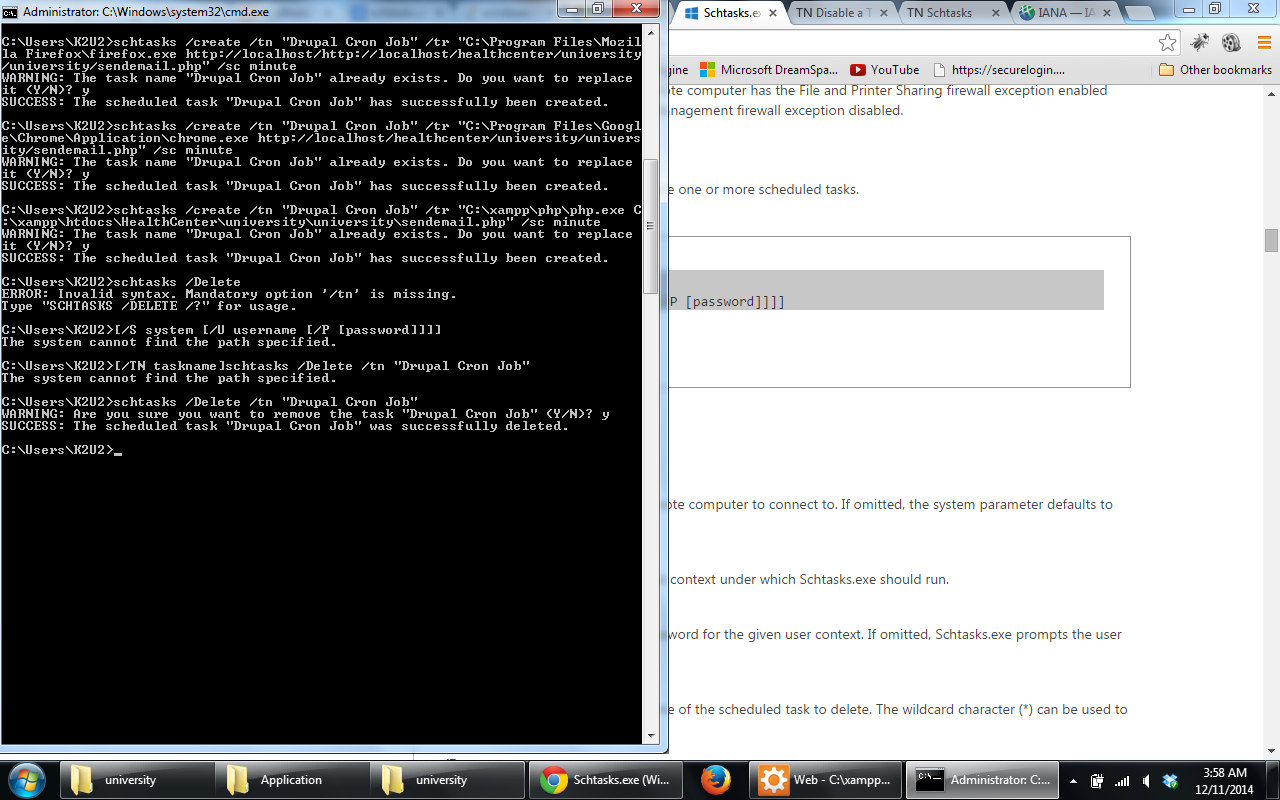 Administrator: C:\Windows\system32\cmd.exe
C:\Users\K2U2>schtasks /create /tn "Drupal Cron Job" /tr "C:\Program Files\Mozil
la Firefox\firefox.exe http://localhost/http://localhost/healthcenter/university
/university/sendemail.php" /sc minute
WARNING: The task name "Drupal Cron Job" already exists. Do you want to replace
it (Y/N)? y
SUCCESS: The scheduled task "Drupal Cron Job" has successfully been created.
C:\Users\K2U2>schtasks /create /tn "Drupal Cron Job" /tr "C:\Program Files\Googl
e\Chrome\Application\chrome.exe http://localhost/healthcenter/university/univers
ity/sendemail.php" /sc minute
WARNING: The task name "Drupal Cron Job" already exists. Do you want to replace
it (Y/N)? y
SUCCESS: The scheduled task "Drupal Cron Job" has successfully been created.
C:\Users\K2U2>schtasks /create /tn "Drupal Cron Job" /tr "C:\xampp\php\php.exe C
:\xampp\htdocs\HealthCenter\university\university\sendemail.php" /sc minute
WARNING: The task name "Drupal Cron Job" already exists. Do you want to replace
it (Y/N)? y
SUCCESS: The scheduled task "Drupal Cron Job" has successfully been created.
C:\Users\K2U2>schtasks /Delete
ERROR: Invalid syntax. Mandatory option '/tn' is missing.
Type "SCHTASKS /DELETE /?" for usage.
C:\Users\K2U2>[/S system [/U username [/P [password]]]]
The system cannot find the path specified.
C:\Users\K2U2>[/TN taskname]schtasks /Delete /tn "Drupal Cron Job"
The system cannot find the path specified.
C:\Users\K2U2>schtasks /Delete /tn "Drupal Cron Job"
WARNING: Are you sure you want to remove the task "Drupal Cron Job" (Y/N)? y
SUCCESS: The scheduled task "Drupal Cron Job" was successfully deleted.
C:\Users\K2U2>_
Schtasks.ex TN Disable a T TN Schtasks IANA — IA
gine Microsoft DreamSpa... YouTube https://securelogin.... Other bookmarks
ote computer has the File and Printer Sharing firewall exception enabled
nagement firewall exception disabled.
e one or more scheduled tasks.
P [password]]]]
ote computer to connect to. If omitted, the system parameter defaults to
context under which Schtasks.exe should run.
word for the given user context. If omitted, Schtasks.exe prompts the user
e of the scheduled task to delete. The wildcard character (*) can be used to
university Application university Schtasks.exe (Wi... Web - C:\xampp... Administrator: C:... 3:58 AM
12/11/2014